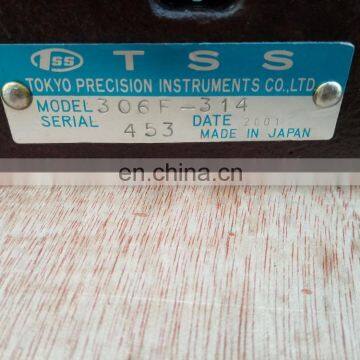 TSS TSS
TOKYO PRECISION INSTRUMENTS CO.,LTD.
MODEL 306F-314
SERIAL 453 DATE 2001
MADE IN JAPAN
en.china.cn